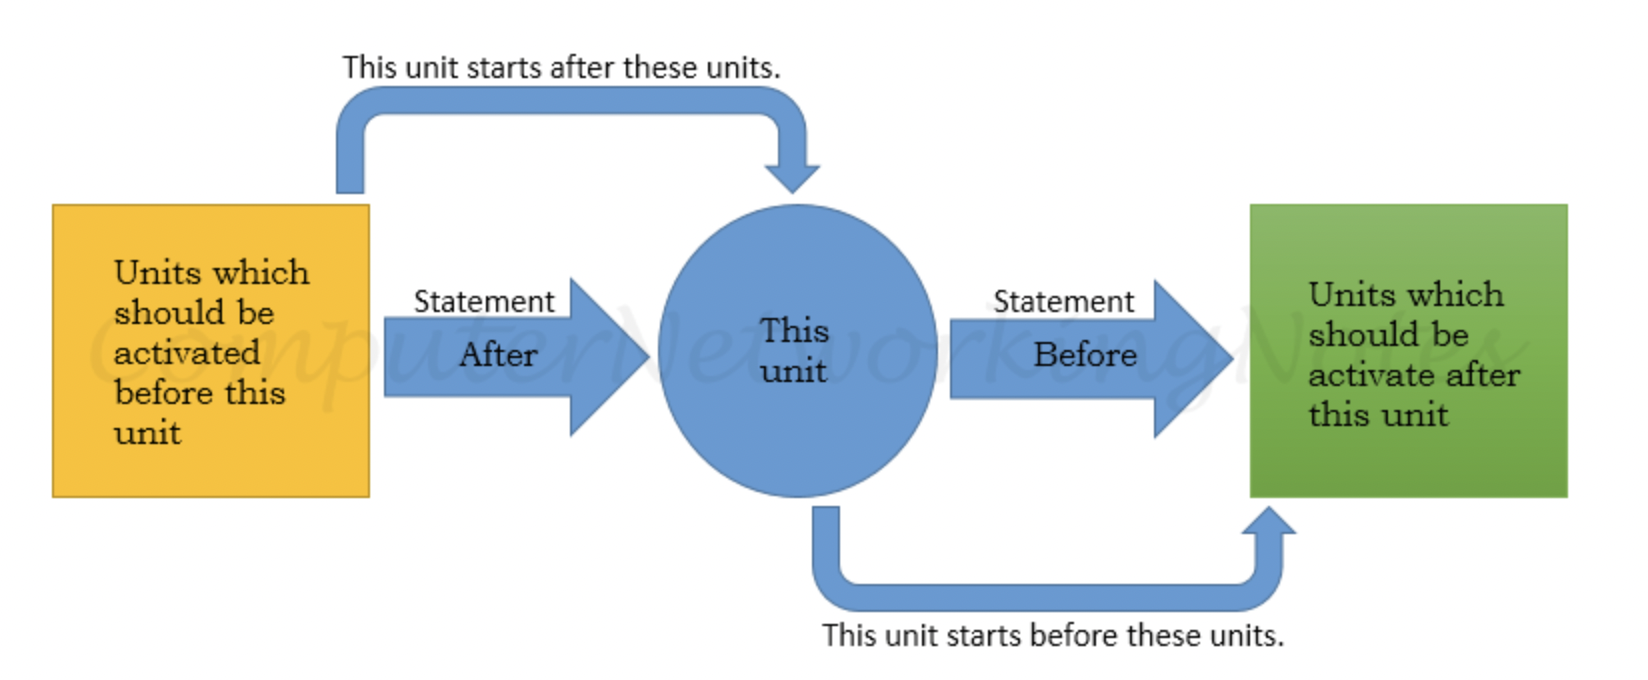 This unit starts after these units.
Units which
should be
activated
before this
unit
Statement
After
This
unit
Statement
Before
Units which
should be
activate after
this unit
This unit starts before these units.
ComputerNetworkingNotes